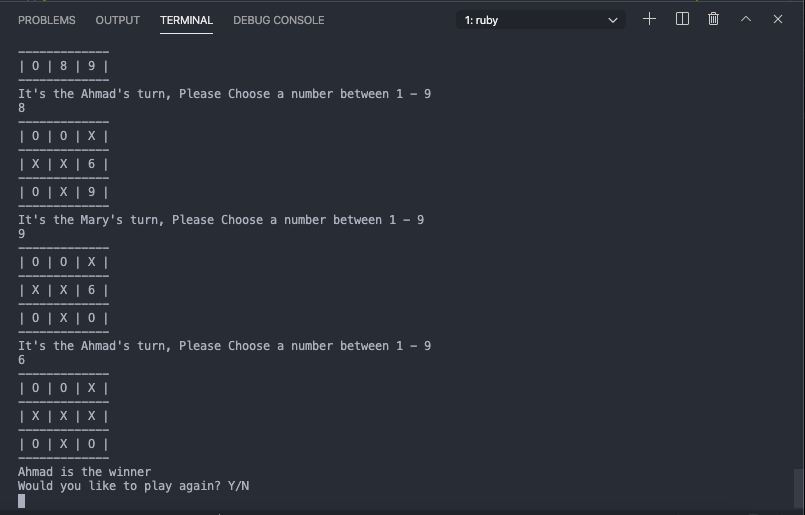 PROBLEMS OUTPUT TERMINAL DEBUG CONSOLE 1: ruby
-------------
| O | 8 | 9 |
-------------
It's the Ahmad's turn, Please Choose a number between 1 - 9
8
-------------
| O | O | X |
-------------
| X | X | 6 |
-------------
| O | X | 9 |
-------------
It's the Mary's turn, Please Choose a number between 1 - 9
9
-------------
| O | O | X |
-------------
| X | X | 6 |
-------------
| O | X | O |
-------------
It's the Ahmad's turn, Please Choose a number between 1 - 9
6
-------------
| O | O | X |
-------------
| X | X | X |
-------------
| O | X | O |
-------------
Ahmad is the winner
Would you like to play again? Y/N